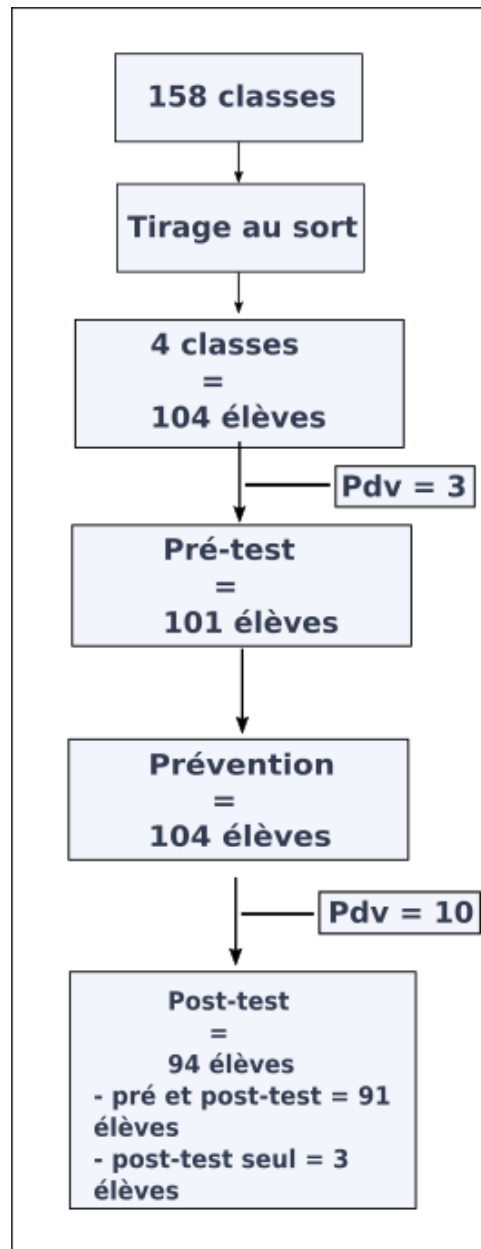 158 classes
Tirage au sort
4 classes
=
104 élèves
Pdv = 3
Pré-test
=
101 élèves
Prévention
=
104 élèves
Pdv = 10
Post-test
=
94 élèves
- pré et post-test = 91
élèves
- post-test seul = 3
élèves